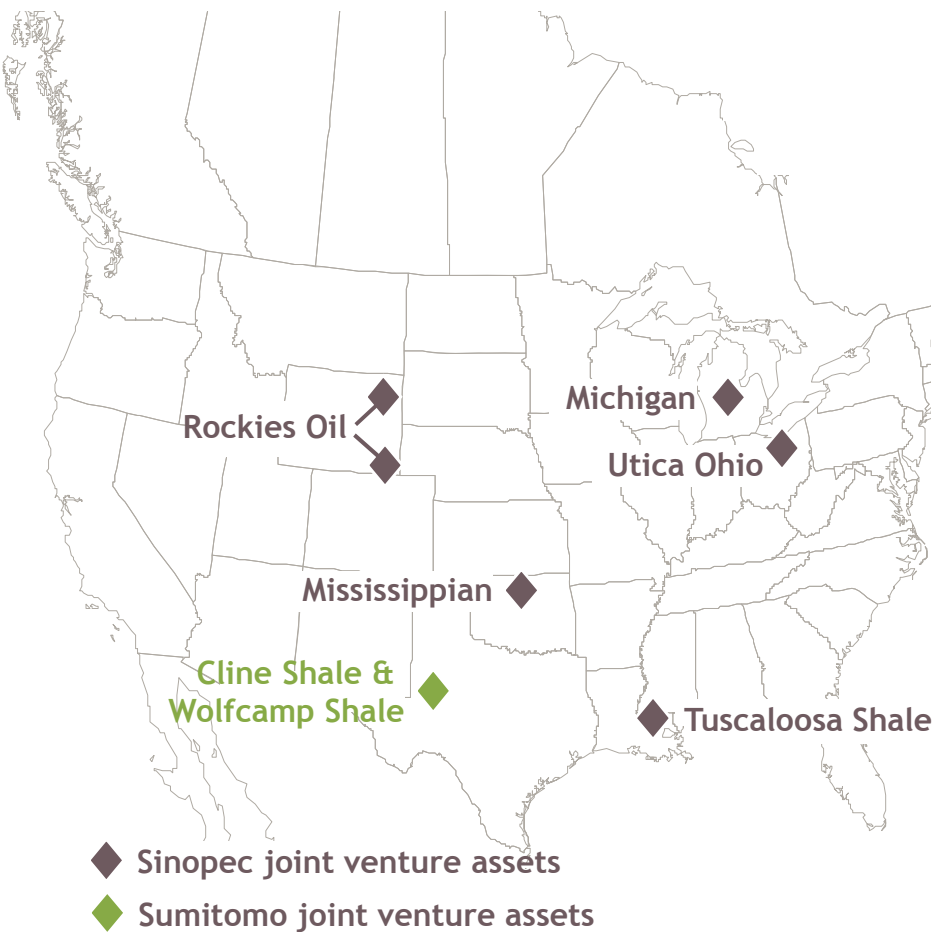 Michigan
Rockies Oil
Utica Ohio
Mississippian
Cline Shale &
Wolfcamp Shale
Tuscaloosa Shale
Sinopec joint venture assets
Sumitomo joint venture assets